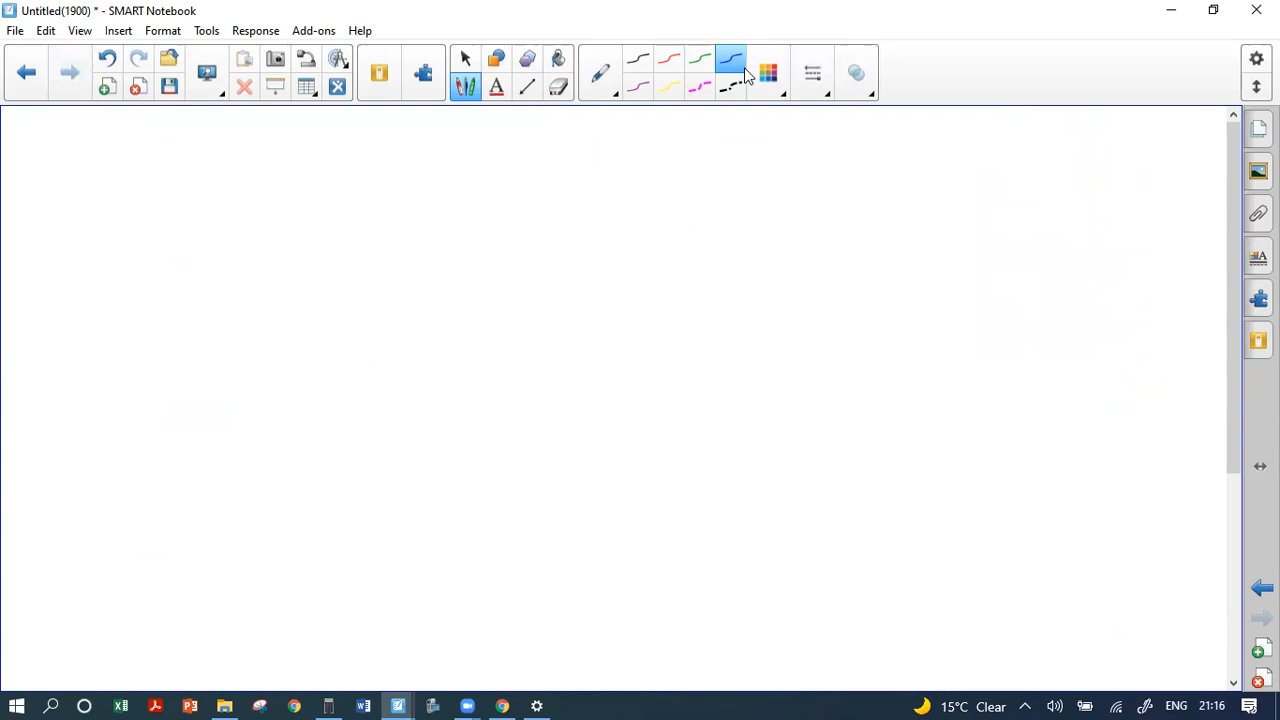 Untitled(1900) * - SMART Notebook
File Edit View Insert Format Tools Response Add-ons Help
15°C Clear ENG 21:16